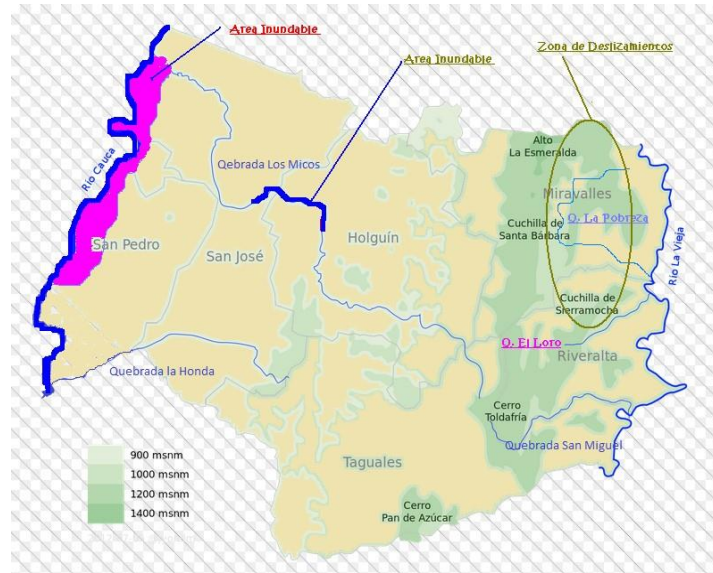 Area Inundable
Area Inundable
Zona de Deslizamientos
Alto
La Esmeralda
Río Cauca
Qebrada Los Micos
Miravalles
Q. La Pobreza
Cuchilla de
Santa Bárbara
San Pedro
San José
Holguín
Río La Vieja
Cuchilla de
Sierramocha
Q. El Loro
Riveralta
Quebrada la Honda
Cerro
Toldafría
Quebrada San Miguel
Taguales
900 msnm
1000 msnm
1200 msnm
1400 msnm
Cerro
Pan de Azúcar